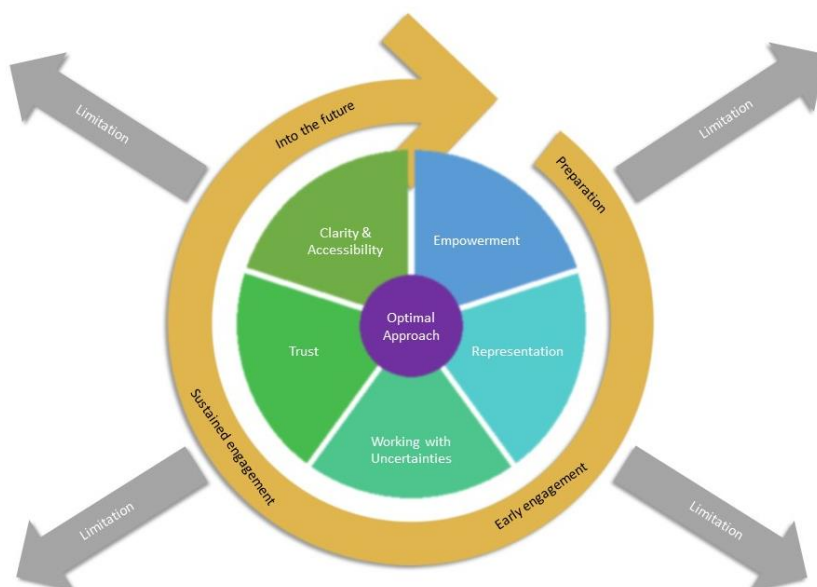 Limitation
Into the future
Limitation
Preparation
Clarity &
Accessibility
Empowerment
Optimal
Approach
Trust
Representation
Working with
Uncertainties
Sustained engagement
Early engagement
Limitation
Limitation